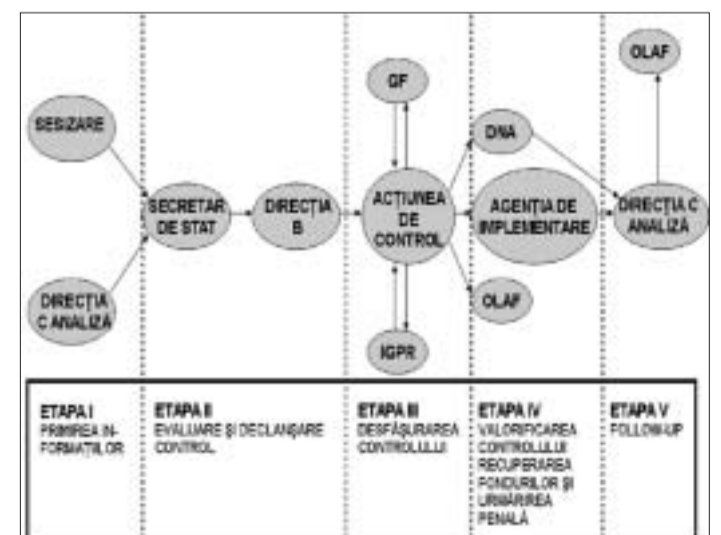 OLAF
GF
SESIZARE
DNA
SECRETAR
DE STAT
DIRECȚIA
B
ACȚIUNEA
DE
CONTROL
AGENȚIA DE
IMPLEMENTARE
DIRECȚIA C
ANALIZĂ
DIRECȚIA
C ANALIZĂ
OLAF
IGPR
ETAPA I
PRIMIREA IN-
FORMAȚIILOR
ETAPA II
EVALUARE ȘI DECLANȘARE
CONTROL
ETAPA III
DESFĂȘURAREA
CONTROLULUI
ETAPA IV
VALORIFICAREA
CONTROLULUI
RECUPERAREA
FONDURILOR ȘI
URMĂRIREA
PENALĂ
ETAPA V
FOLLOW-UP